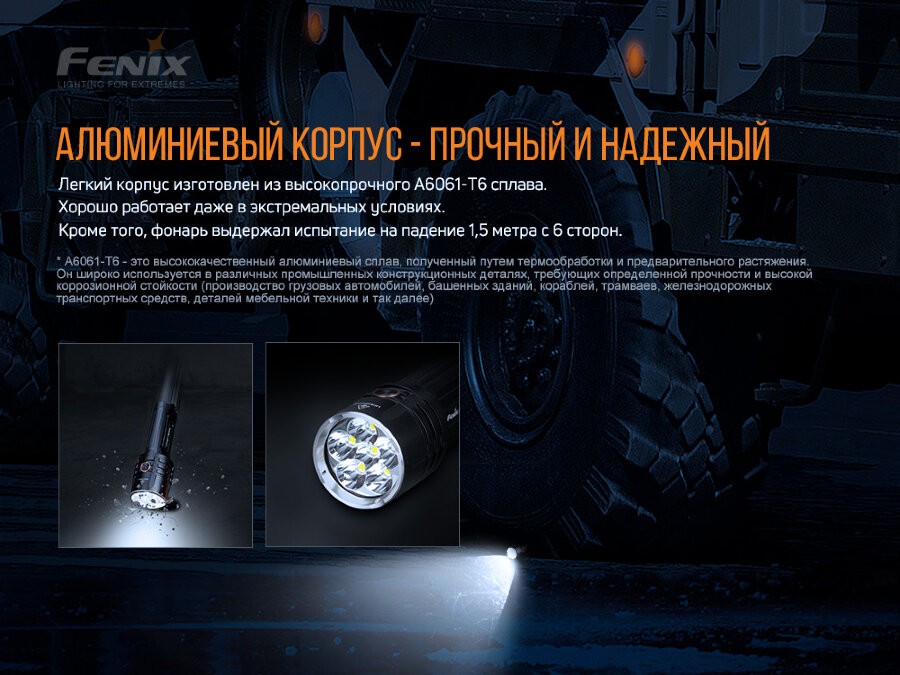 FENIX
LIGHTING FOR EXTREMES
АЛЮМИНИЕВЫЙ КОРПУС - ПРОЧНЫЙ И НАДЕЖНЫЙ
Легкий корпус изготовлен из высокопрочного А6061-Т6 сплава.
Хорошо работает даже в экстремальных условиях.
Кроме того, фонарь выдержал испытание на падение 1,5 метра с 6 сторон.
* А6061-Т6 - это высококачественный алюминиевый сплав, полученный путем термообработки и предварительного растяжения.
Он широко используется в различных промышленных конструкционных деталях, требующих определенной прочности и высокой
коррозионной стойкости (производство грузовых автомобилей, башенных зданий, кораблей, трамваев, железнодорожных
транспортных средств, деталей мебельной техники и так далее)
Fenix